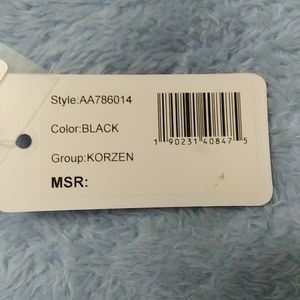 Style:AA786014
Color:BLACK
1 90231 40847 5
Group:KORZEN
MSR: